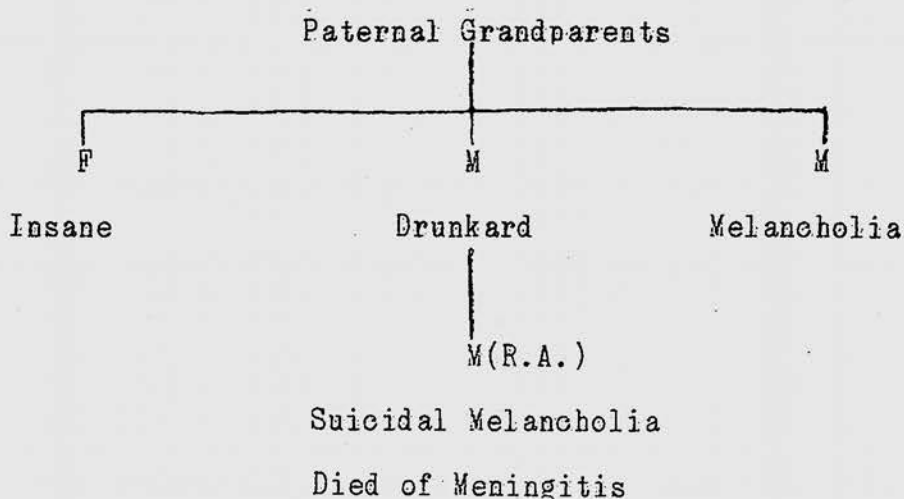 Paternal Grandparents
F M M
Insane Drunkard Melancholia
M(R.A.)
Suicidal Melancholia
Died of Meningitis